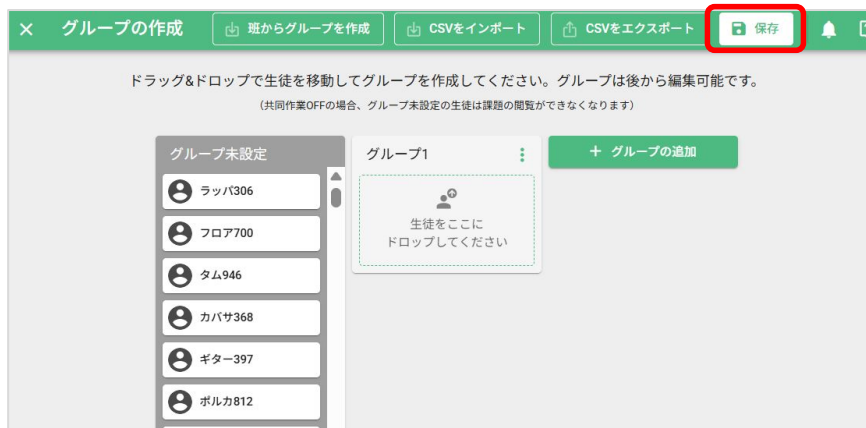 グループの作成
班からグループを作成
CSVをインポート
CSVをエクスポート
保存
ドラッグ&ドロップで生徒を移動してグループを作成してください。グループは後から編集可能です。
（共同作業OFFの場合、グループ未設定の生徒は課題の閲覧ができなくなります）
グループ未設定
グループ1
+ グループの追加
ラッパ306
フロア700
タム946
カバサ368
ギター397
ポルカ812
生徒をここに
ドロップしてください